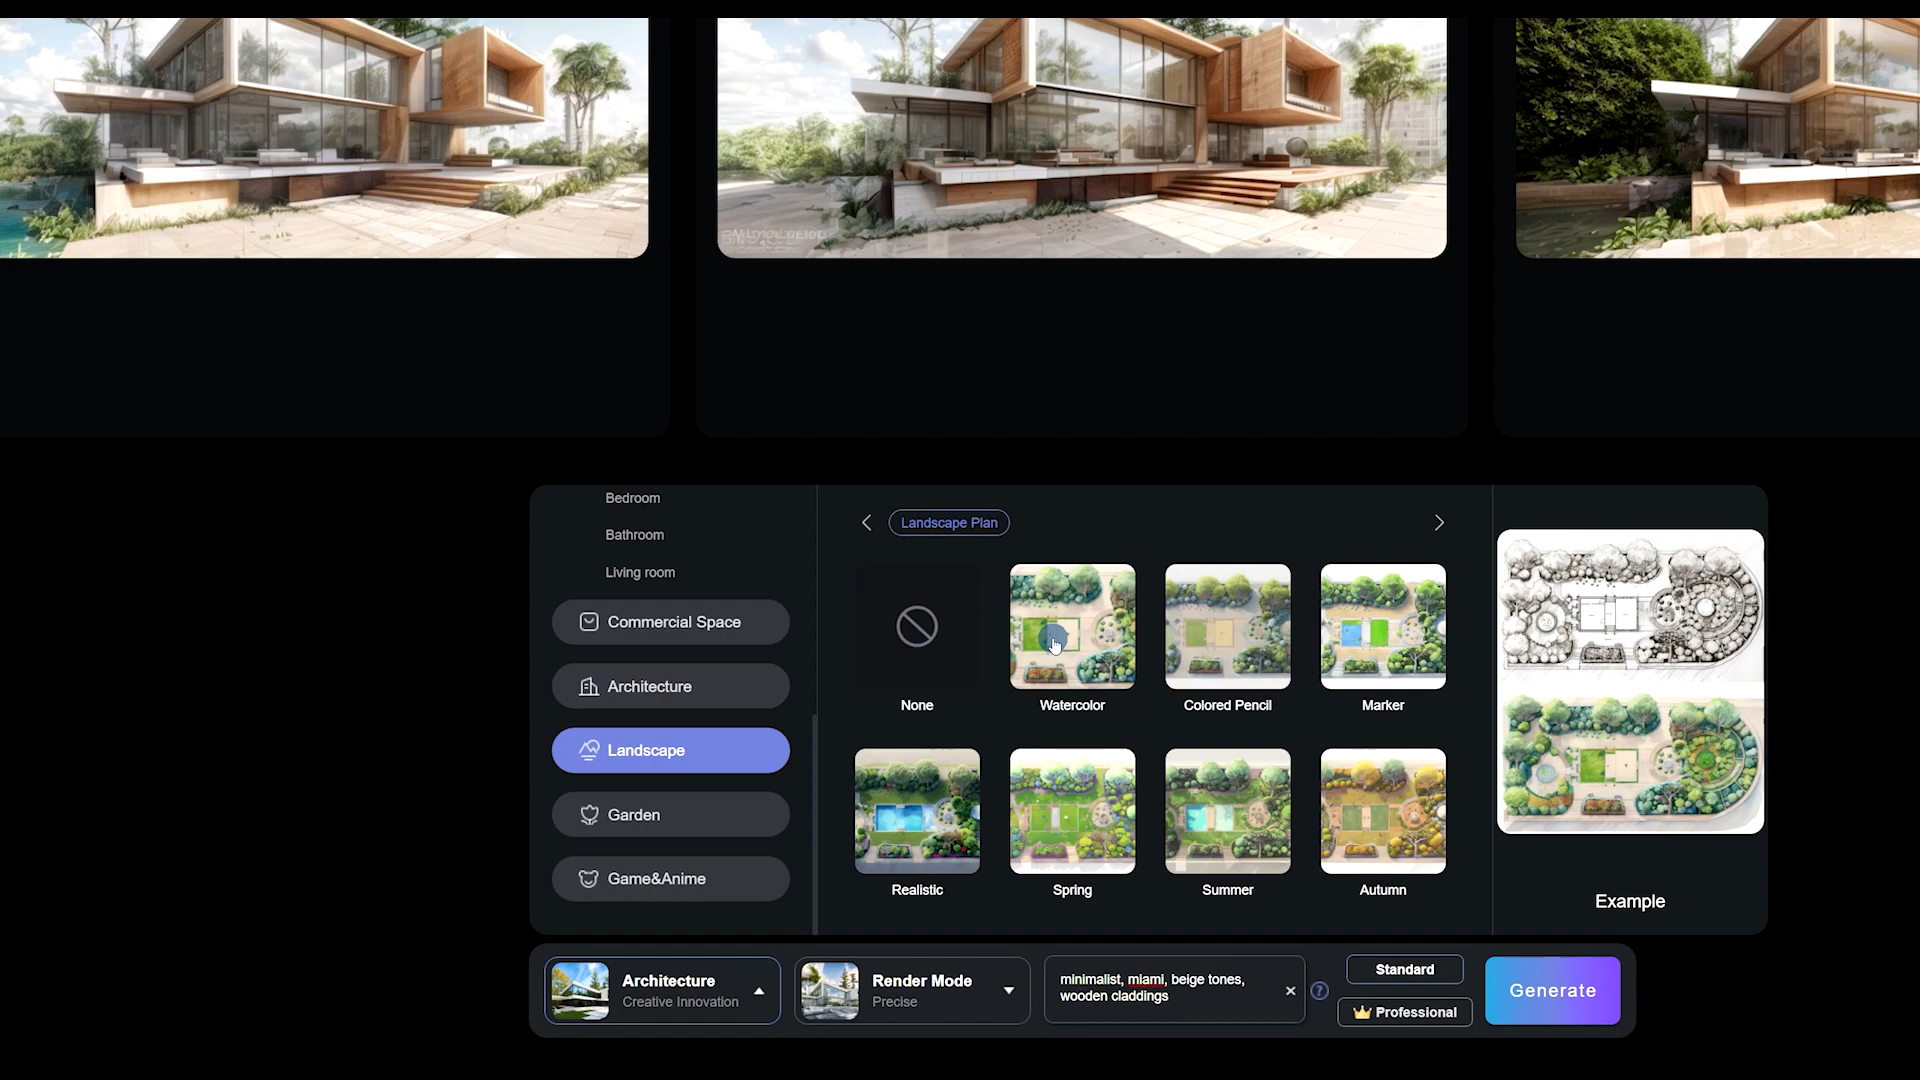 Bedroom
Bathroom
Living room
Commercial Space
Architecture
Landscape
Garden
Game&Anime
Landscape Plan
None
Watercolor
Colored Pencil
Marker
Realistic
Spring
Summer
Autumn
Example
Architecture
Creative Innovation
Render Mode
Precise
minimalist, miami, beige tones,
wooden claddings
?
Standard
Professional
Generate